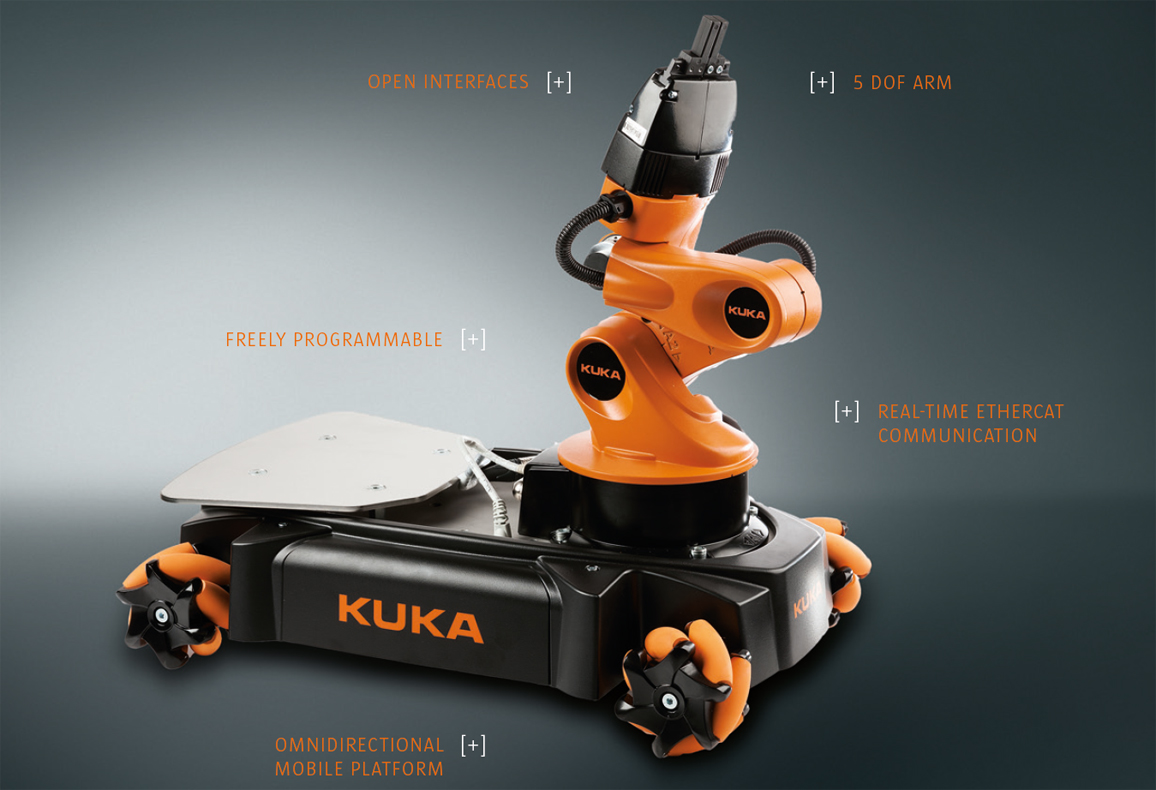 OPEN INTERFACES [+]
[+] 5 DOF ARM
KUKA
FREELY PROGRAMMABLE [+]
KUKA
[+] REAL-TIME ETHERCAT
COMMUNICATION
KUKA
KUKA
OMNIDIRECTIONAL [+]
MOBILE PLATFORM